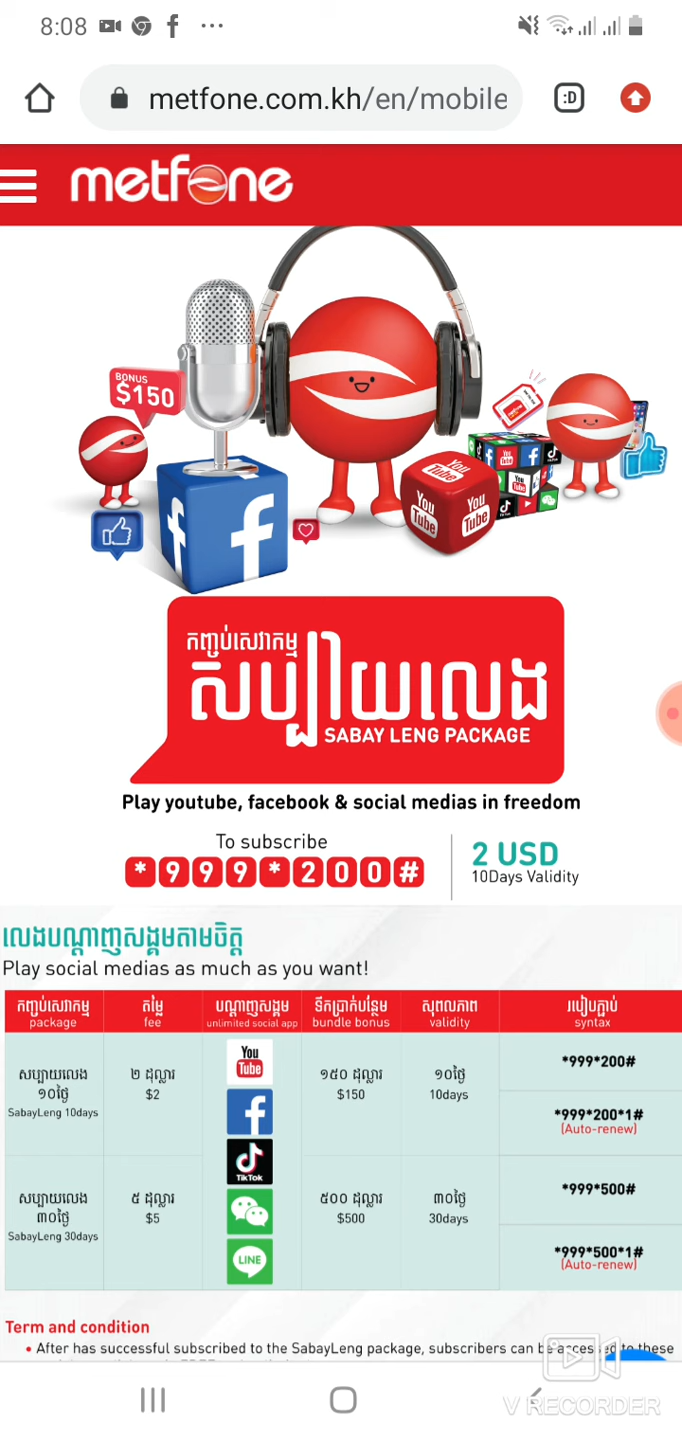 8:08
metfone.com.kh/en/mobile
:D
metfone
BONUS
$150
You
Tube
You
Tube
You
Tube
កញ្ចប់សេវាកម្ម
សប្បាយលេង
SABAY LENG PACKAGE
Play youtube, facebook & social medias in freedom
To subscribe
*999*200#
2 USD
10Days Validity
លេងបណ្តាញសង្គមតាមចិត្ត
Play social medias as much as you want!
កញ្ចប់សេវាកម្ម តម្លៃ បណ្តាញសង្គម ទឹកប្រាក់បន្ថែម សុពលភាព របៀបភ្ជាប់
package fee unlimited social app bundle bonus validity syntax
You
Tube
សប្បាយលេង
១០ថ្ងៃ
SabayLeng 10days
២ ដុល្លារ
$2
១៥០ ដុល្លារ
$150
១០ថ្ងៃ
10days
*999*200#
*999*200*1#
(Auto-renew)
TikTok
សប្បាយលេង
៣០ថ្ងៃ
SabayLeng 30days
៥ ដុល្លារ
$5
៥០០ ដុល្លារ
$500
៣០ថ្ងៃ
30days
*999*500#
*999*500*1#
(Auto-renew)
LINE
Term and condition
• After has successful subscribed to the SabayLeng package, subscribers can be accessed to these
V RECORDER